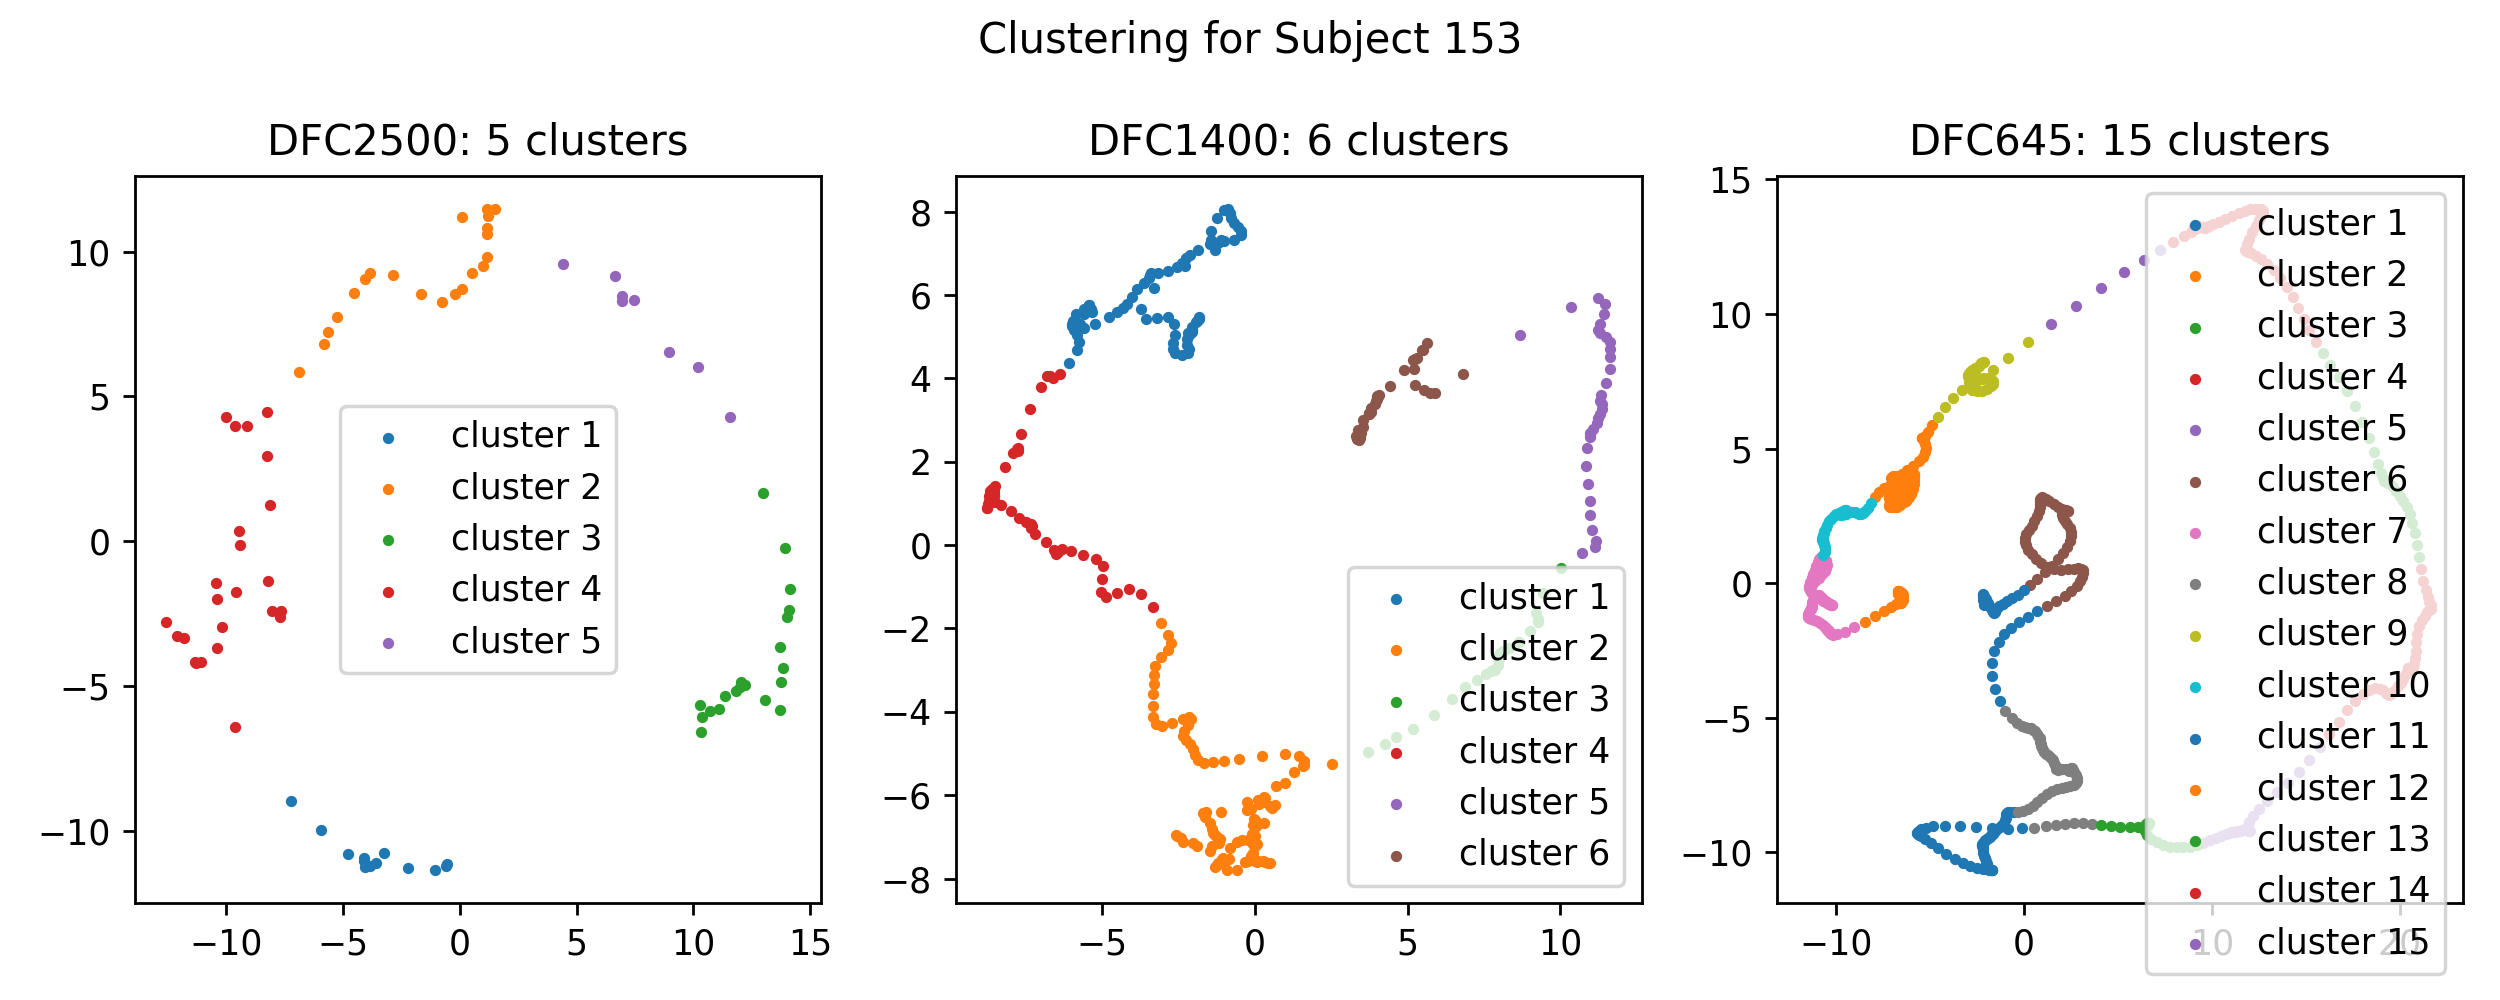 Clustering for Subject 153
DFC2500: 5 clusters
10
5
0
−5
−10
−10 −5 0 5 10 15
cluster 1
cluster 2
cluster 3
cluster 4
cluster 5
DFC1400: 6 clusters
8
6
4
2
0
−2
−4
−6
−8
−5 0 5 10
cluster 1
cluster 2
cluster 3
cluster 4
cluster 5
cluster 6
DFC645: 15 clusters
15
10
5
0
−5
−10
−10 0 10 20
cluster 1
cluster 2
cluster 3
cluster 4
cluster 5
cluster 6
cluster 7
cluster 8
cluster 9
cluster 10
cluster 11
cluster 12
cluster 13
cluster 14
cluster 15